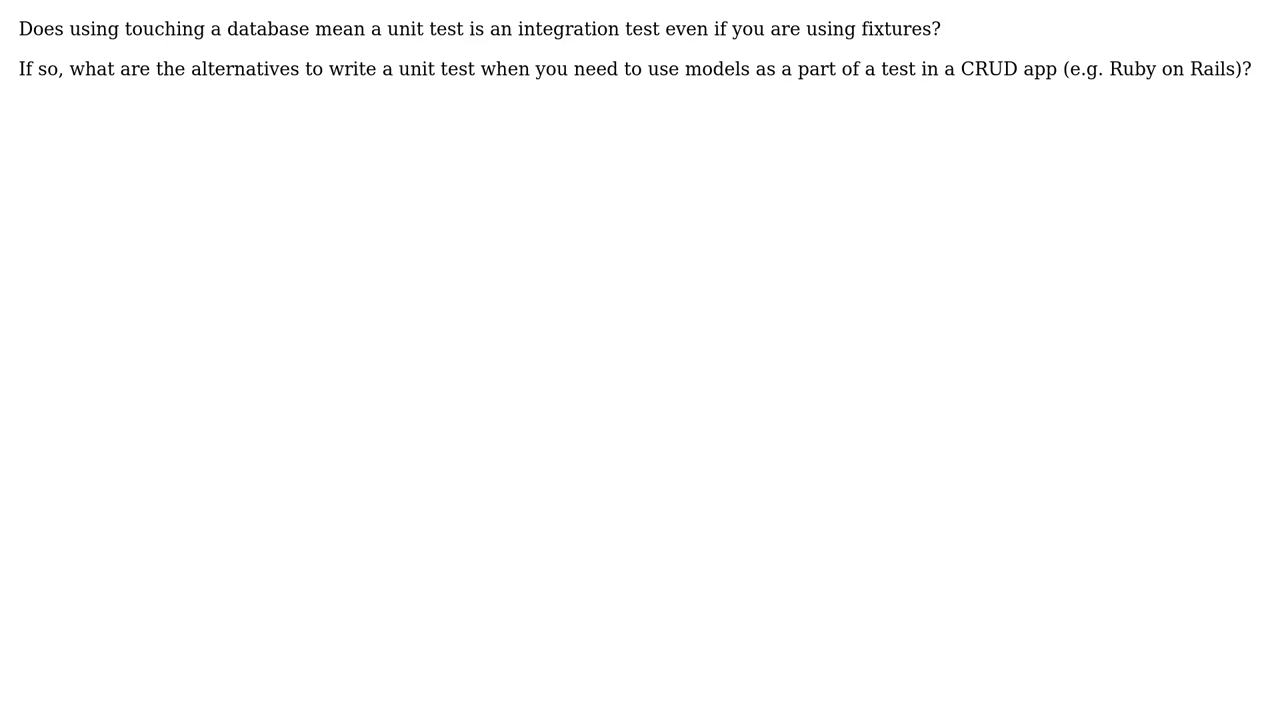 Does using touching a database mean a unit test is an integration test even if you are using fixtures?
If so, what are the alternatives to write a unit test when you need to use models as a part of a test in a CRUD app (e.g. Ruby on Rails)?